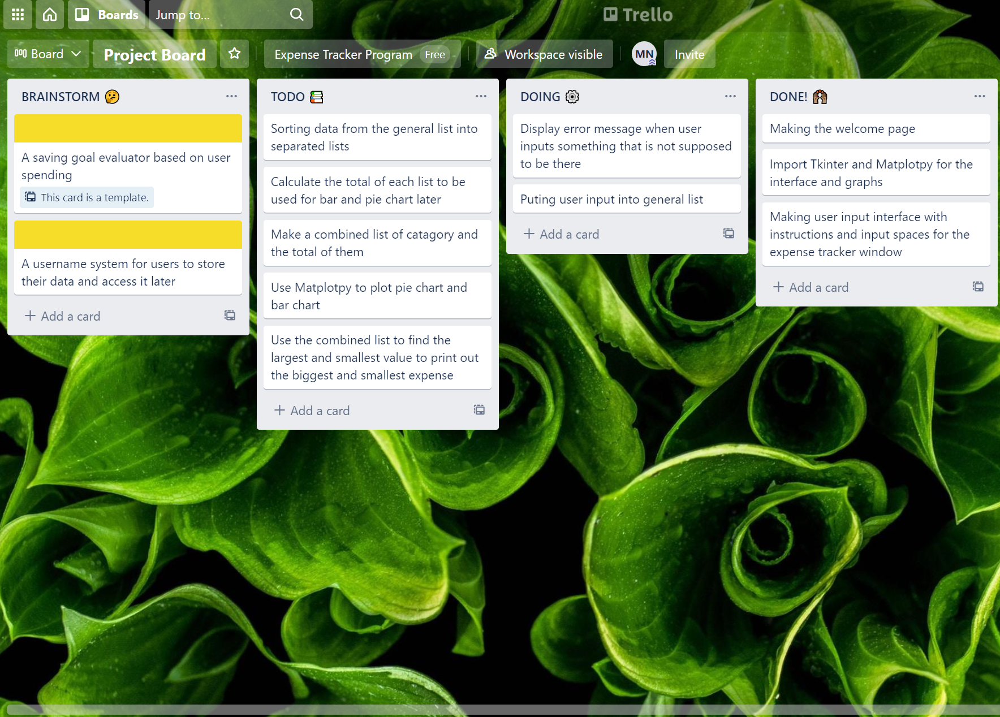 Boards
Jump to...
Trello
Board
Project Board
Expense Tracker Program
Free
Workspace visible
MN
Invite
BRAINSTORM 🤔
A saving goal evaluator based on user
spending
This card is a template.
A username system for users to store
their data and access it later
+ Add a card
TODO 📚
Sorting data from the general list into
separated lists
Calculate the total of each list to be
used for bar and pie chart later
Make a combined list of catagory and
the total of them
Use Matplotpy to plot pie chart and
bar chart
Use the combined list to find the
largest and smallest value to print out
the biggest and smallest expense
+ Add a card
DOING ⚙️
Display error message when user
inputs something that is not supposed
to be there
Puting user input into general list
+ Add a card
DONE! 🙌🏾
Making the welcome page
Import Tkinter and Matplotpy for the
interface and graphs
Making user input interface with
instructions and input spaces for the
expense tracker window
+ Add a card